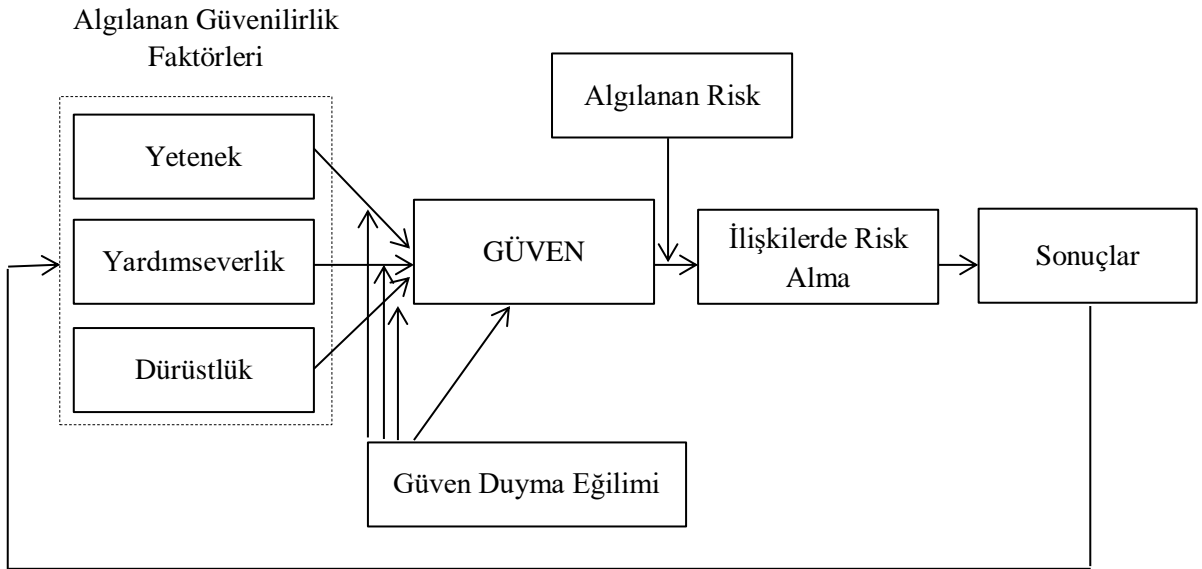 Algılanan Güvenilirlik
Faktörleri
Algılanan Risk
Yetenek
Yardımseverlik
GÜVEN
İlişkilerde Risk
Alma
Sonuçlar
Dürüstlük
Güven Duyma Eğilimi